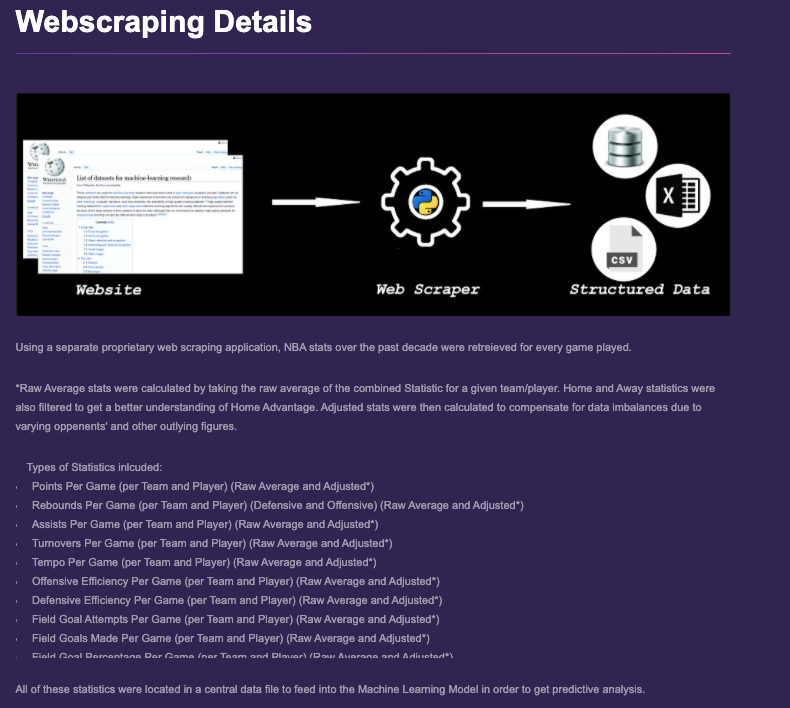 Webscraping Details
List of datasets for machine-learning research
Website
Web Scraper
X
CSV
Structured Data
Using a separate proprietary web scraping application, NBA stats over the past decade were retreieved for every game played.
*Raw Average stats were calculated by taking the raw average of the combined Statistic for a given team/player. Home and Away statistics were
also filtered to get a better understanding of Home Advantage. Adjusted stats were then calculated to compensate for data imbalances due to
varying oppenents' and other outlying figures.
Types of Statistics inlcuded:
Points Per Game (per Team and Player) (Raw Average and Adjusted*)
Rebounds Per Game (per Team and Player) (Defensive and Offensive) (Raw Average and Adjusted*)
Assists Per Game (per Team and Player) (Raw Average and Adjusted*)
Turnovers Per Game (per Team and Player) (Raw Average and Adjusted*)
Tempo Per Game (per Team and Player) (Raw Average and Adjusted*)
Offensive Efficiency Per Game (per Team and Player) (Raw Average and Adjusted*)
Defensive Efficiency Per Game (per Team and Player) (Raw Average and Adjusted*)
Field Goal Attempts Per Game (per Team and Player) (Raw Average and Adjusted*)
Field Goals Made Per Game (per Team and Player) (Raw Average and Adjusted*)
Field Goal Percentage Per Game (per Team and Player) (Raw Average and Adjusted*)
All of these statistics were located in a central data file to feed into the Machine Learning Model in order to get predictive analysis.